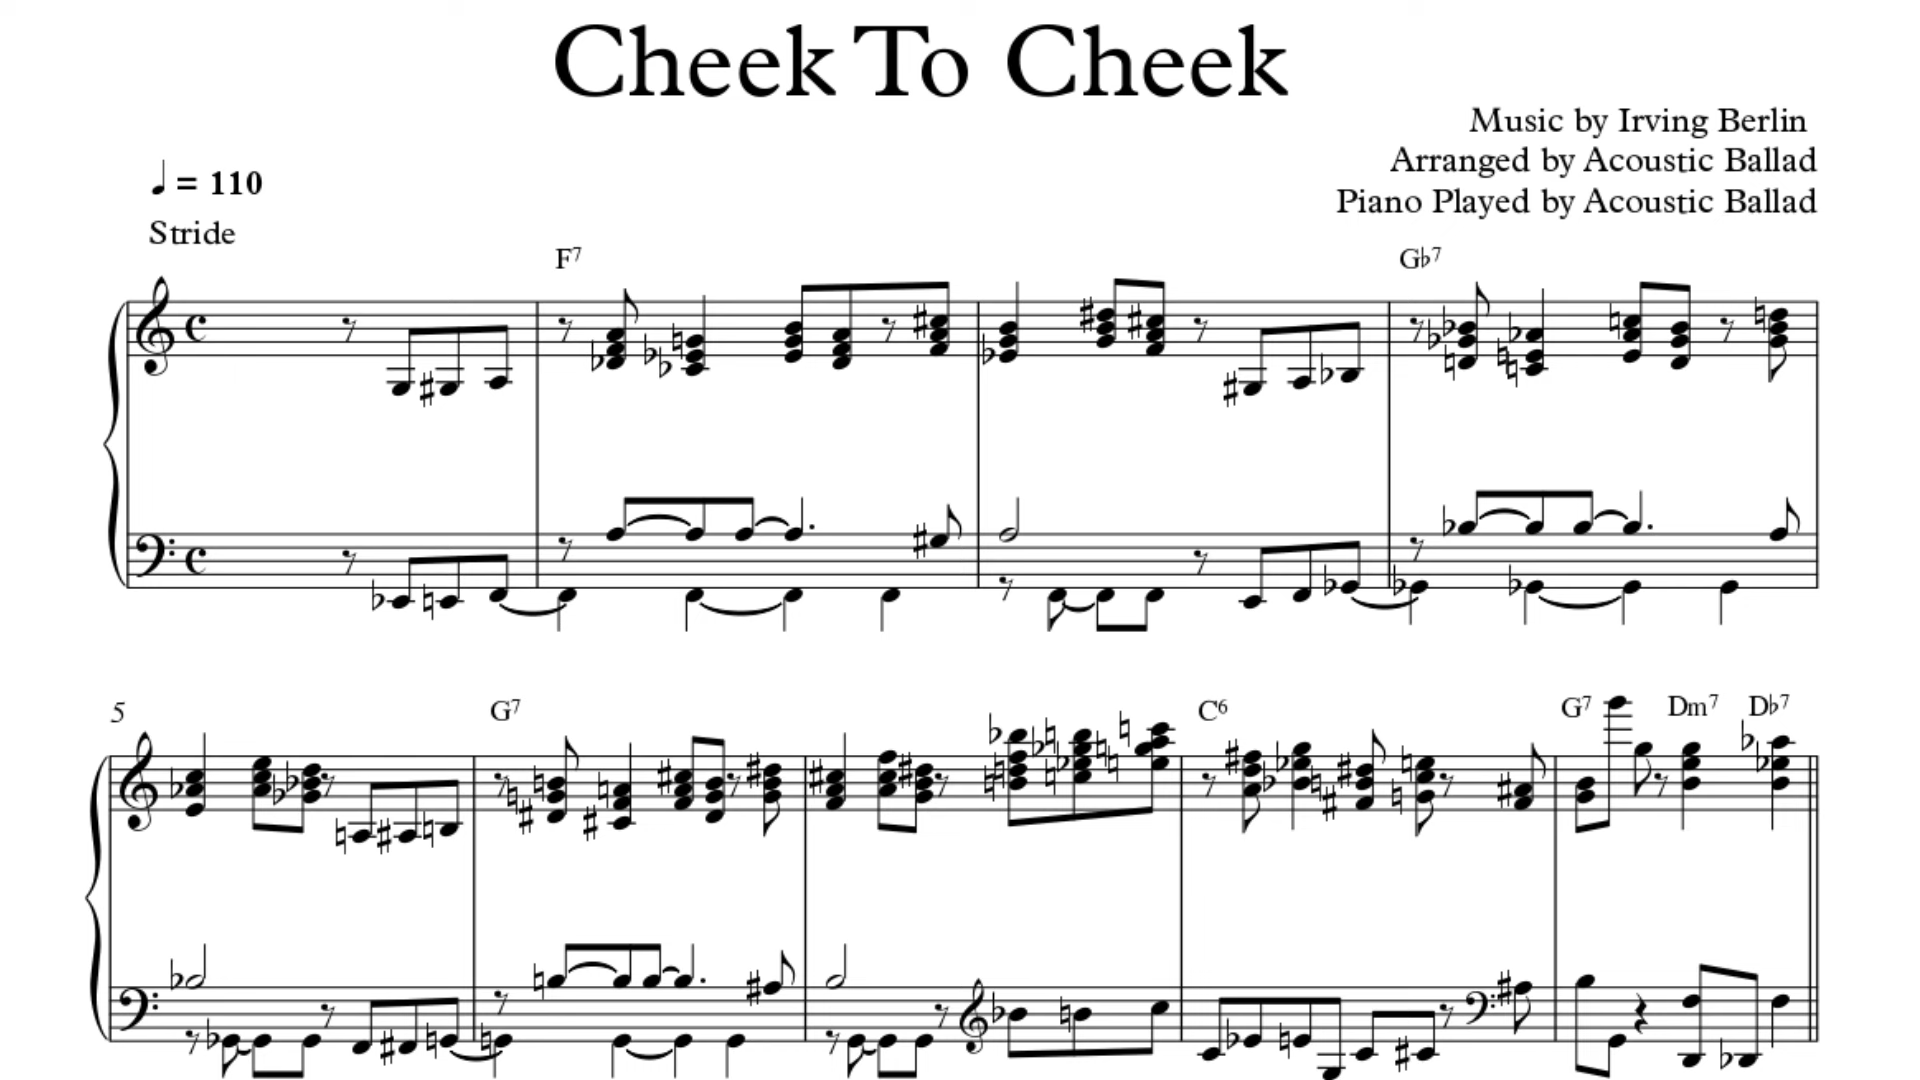 Cheek To Cheek
Music by Irving Berlin
Arranged by Acoustic Ballad
Piano Played by Acoustic Ballad
♩ = 110
Stride
F7 G♭7
5 G7 C6 G7 Dm7 D♭7